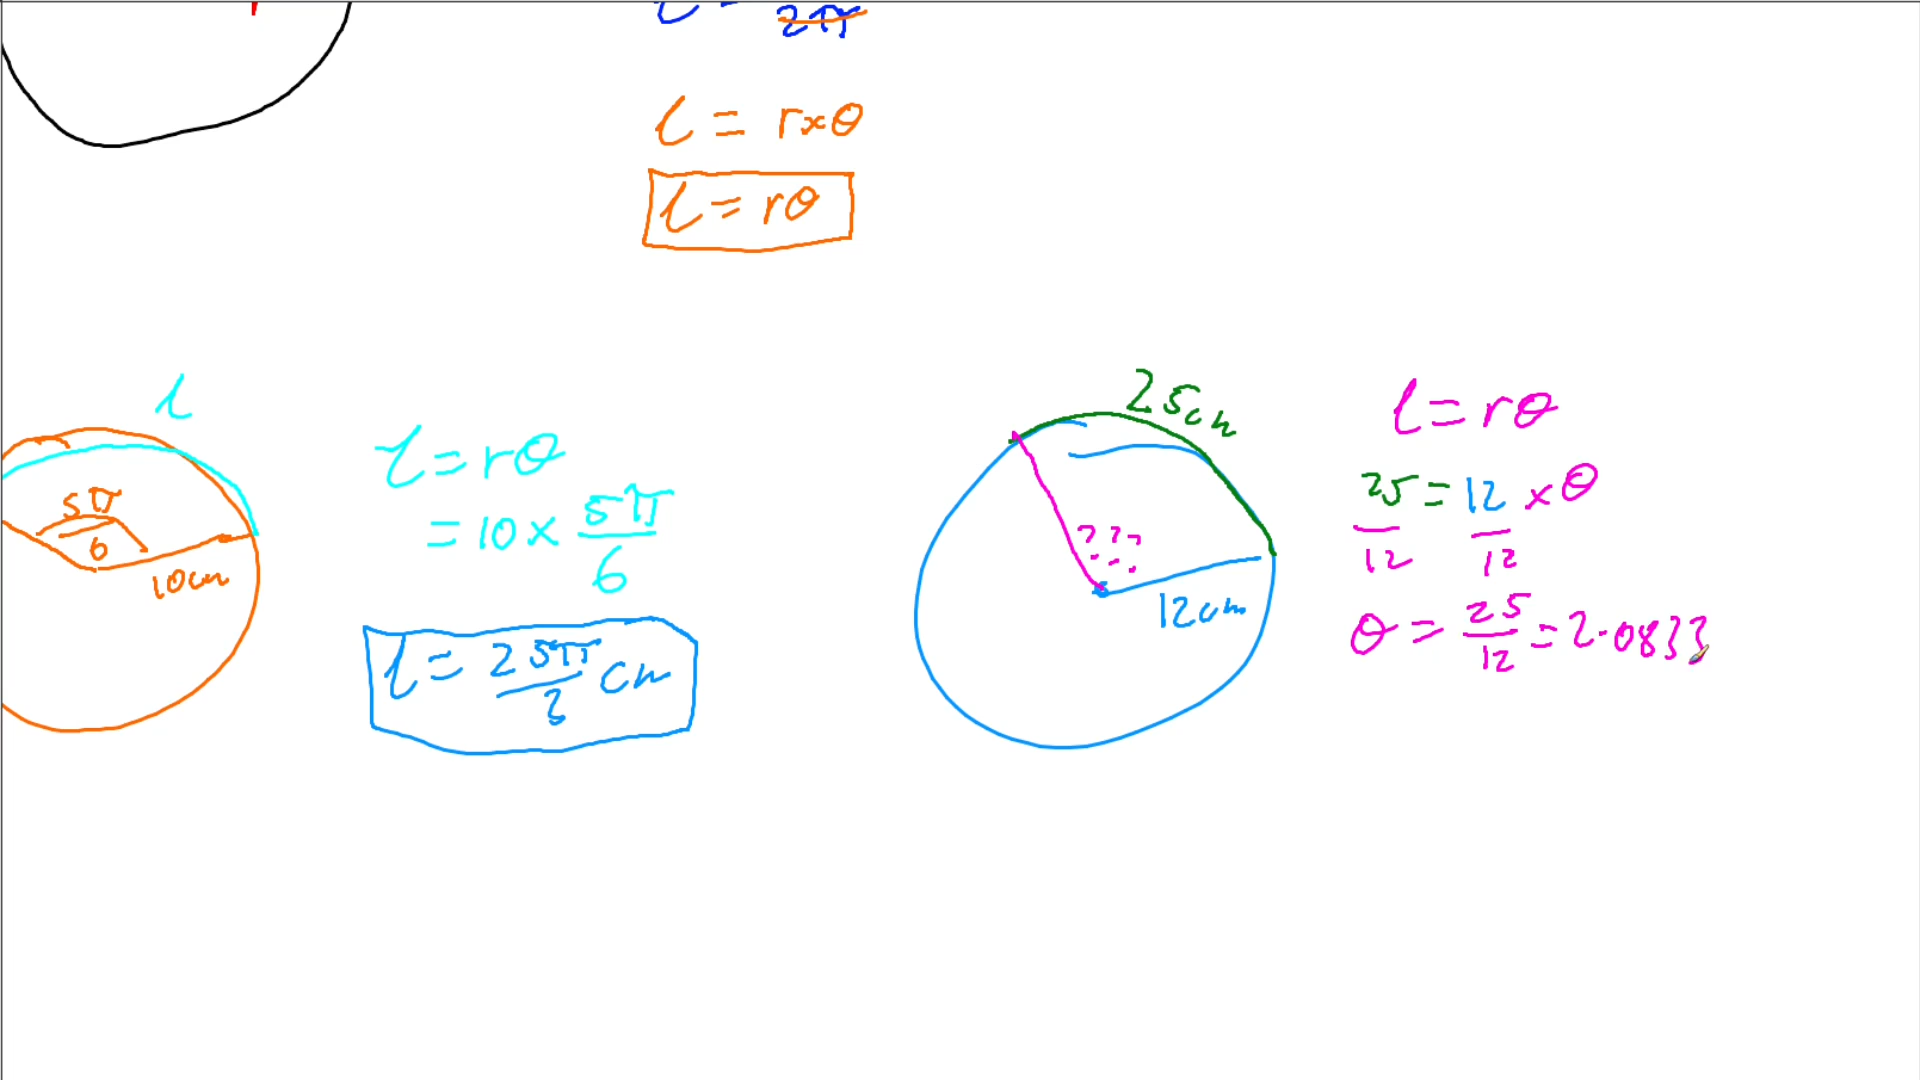 l = 2π
l = r×θ
l = rθ
l
5π
6
10cm
l = rθ
= 10 × 5π/6
l = 25π/3 cm
25cm
???
12cm
l = rθ
25 = 12 × θ
12 12
θ = 25/12 = 2.0833